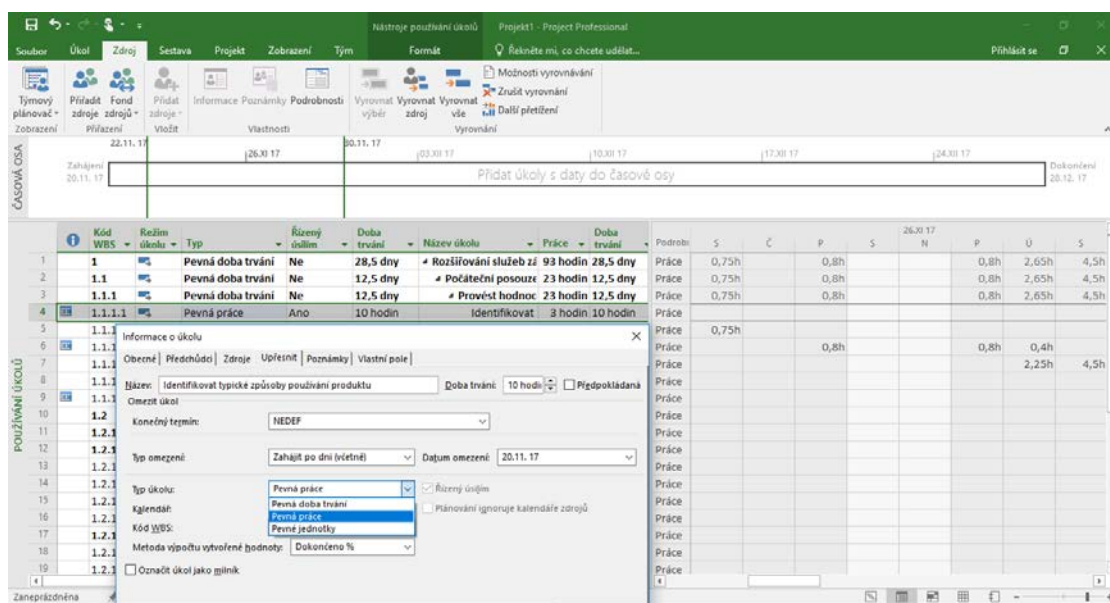 Nástroje používání úkolů
Projekt1 - Project Professional
Soubor Úkol Zdroj Sestava Projekt Zobrazení Tým Formát Řekněte mi, co chcete udělat... Přihlásit se
Týmový plánovač
Přiřadit zdroje
Fond zdrojů
Přidat zdroje
Informace Poznámky Podrobnosti
Vyrovnat výběr
Vyrovnat zdroj
Vyrovnat vše
Možnosti vyrovnávání
Zrušit vyrovnání
Další přetížení
Zobrazení Přiřazení Vložit Vlastnosti Vyrovnání
ČASOVÁ OSA
22.11. 17 30.11. 17
26.XI 17 03.XII 17 10.XII 17 17.XII 17 24.XII 17
Zahájení
20.11. 17
Přidat úkoly s daty do časové osy
Dokončení
28.12. 17
POUŽÍVÁNÍ ÚKOLŮ
Kód WBS Režim úkolu Typ Řízený úsilím Doba trvání Název úkolu Práce Doba trvání Podrobi S Č P S 26.XI 17 N P Ú S
1 1 Pevná doba trvání Ne 28,5 dny Rozšiřování služeb zá 93 hodin 28,5 dny Práce 0,75h 0,8h 0,8h 2,65h 4,5h
2 1.1 Pevná doba trvání Ne 12,5 dny Počáteční posouze 23 hodin 12,5 dny Práce 0,75h 0,8h 0,8h 2,65h 4,5h
3 1.1.1 Pevná doba trvání Ne 12,5 dny Provést hodnoc 23 hodin 12,5 dny Práce 0,75h 0,8h 0,8h 2,65h 4,5h
4 1.1.1.1 Pevná práce Ano 10 hodin Identifikovat 3 hodin 10 hodin Práce
5 1.1.1 Práce 0,75h
6 1.1.1 Práce 0,8h 0,8h 0,4h
7 1.1.1 Práce 2,25h 4,5h
8 1.1.1 Práce
9 1.1.1 Práce
10 1.2 Práce
11 1.2.1 Práce
12 1.2.1 Práce
13 1.2.1 Práce
14 1.2.1 Práce
15 1.2.1 Práce
16 1.2.1 Práce
17 1.2.1 Práce
18 1.2.1 Práce
19 1.2.1 Práce
Informace o úkolu
Obecné Předchůdci Zdroje Upřesnit Poznámky Vlastní pole
Název: Identifikovat typické způsoby používání produktu Doba trvání: 10 hodi Předpokládaná
Omezit úkol
Konečný termín: NEDEF
Typ omezení: Zahájit po dni (včetně) Datum omezení: 20.11. 17
Typ úkolu: Pevná práce Řízený úsilím
Pevná doba trvání
Kalendář: Plánování ignoruje kalendáře zdrojů
Pevná práce
Kód WBS: Pevné jednotky
Metoda výpočtu vytvořené hodnoty: Dokončeno %
Označit úkol jako milník
Zaneprázdněna